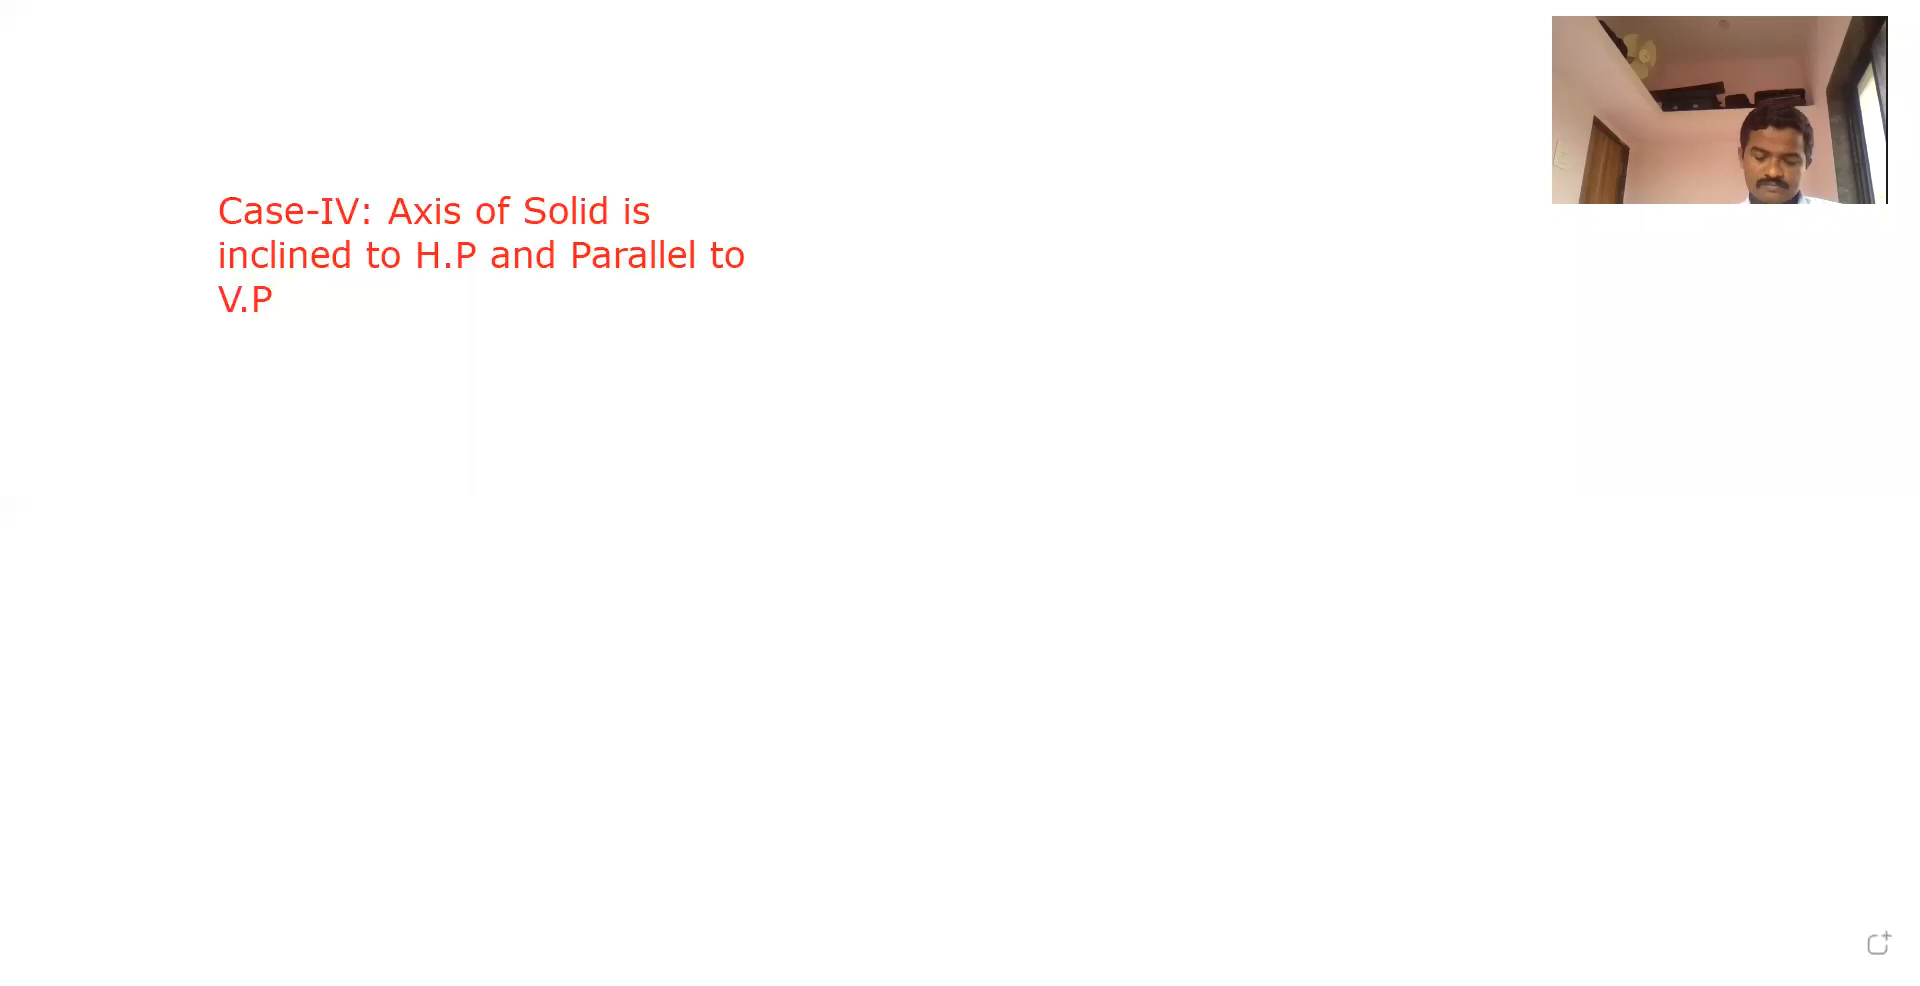 Case-IV: Axis of Solid is
inclined to H.P and Parallel to
V.P